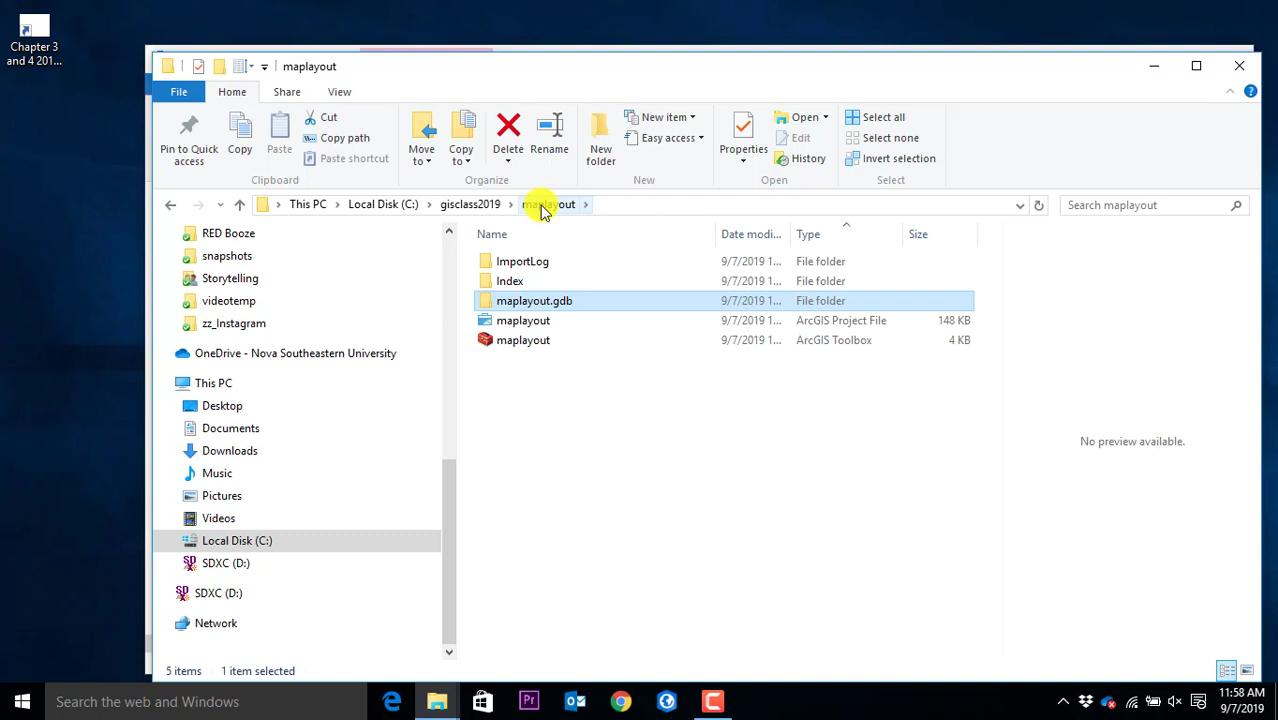 Chapter 3
and 4 201...
maplayout
File Home Share View
Pin to Quick
access
Copy
Paste
Cut
Copy path
Paste shortcut
Move
to
Copy
to
Delete
Rename
New
folder
New item
Easy access
Properties
Open
Edit
History
Select all
Select none
Invert selection
Clipboard Organize New Open Select
This PC Local Disk (C:) gisclass2019 maplayout
Search maplayout
RED Booze
snapshots
Storytelling
videotemp
zz_Instagram
OneDrive - Nova Southeastern University
This PC
Desktop
Documents
Downloads
Music
Pictures
Videos
Local Disk (C:)
SDXC (D:)
SDXC (D:)
Network
Name Date modi... Type Size
ImportLog 9/7/2019 1... File folder
Index 9/7/2019 1... File folder
maplayout.gdb 9/7/2019 1... File folder
maplayout 9/7/2019 1... ArcGIS Project File 148 KB
maplayout 9/7/2019 1... ArcGIS Toolbox 4 KB
No preview available.
5 items 1 item selected
Search the web and Windows
11:58 AM
9/7/2019